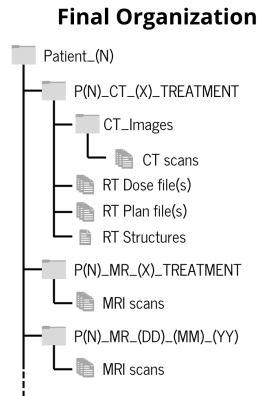 Final Organization
Patient_(N)
P(N)_CT_(X)_TREATMENT
CT_Images
CT scans
RT Dose file(s)
RT Plan file(s)
RT Structures
P(N)_MR_(X)_TREATMENT
MRI scans
P(N)_MR_(DD)_(MM)_(YY)
MRI scans